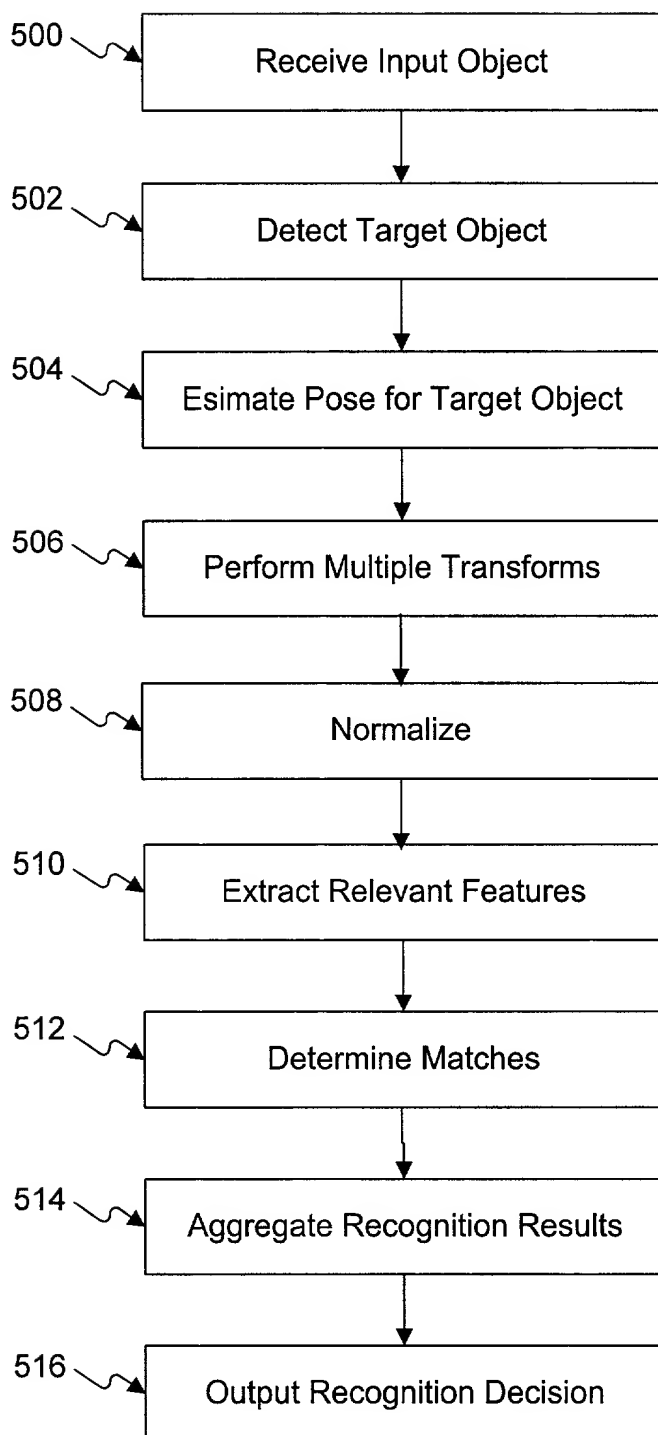 500
Receive Input Object
502
Detect Target Object
504
Esimate Pose for Target Object
506
Perform Multiple Transforms
508
Normalize
510
Extract Relevant Features
512
Determine Matches
514
Aggregate Recognition Results
516
Output Recognition Decision